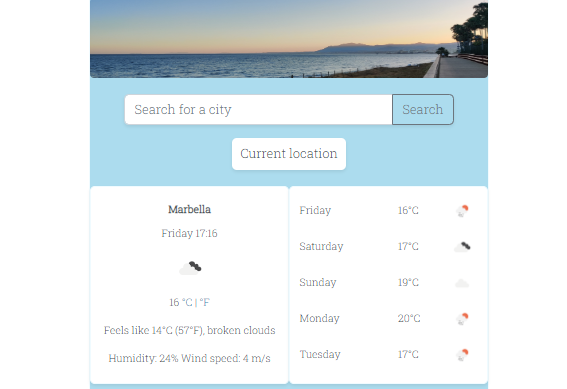 Search for a city
Search
Current location
Marbella
Friday 17:16
16 °C | °F
Feels like 14°C (57°F), broken clouds
Humidity: 24% Wind speed: 4 m/s
Friday 16°C
Saturday 17°C
Sunday 19°C
Monday 20°C
Tuesday 17°C